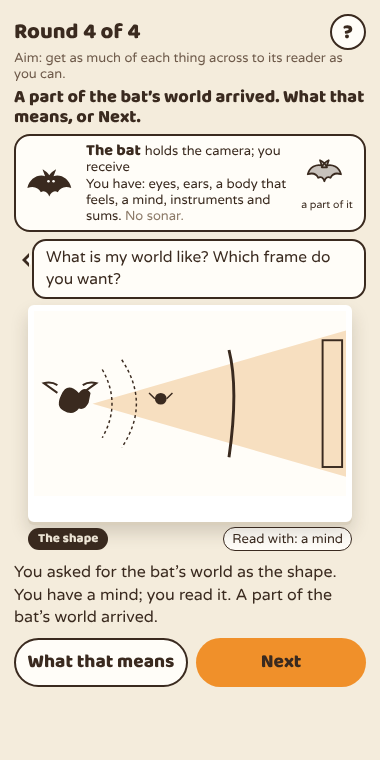 Round 4 of 4
?
Aim: get as much of each thing across to its reader as
you can.
A part of the bat’s world arrived. What that
means, or Next.
The bat holds the camera; you
receive
You have: eyes, ears, a body that
feels, a mind, instruments and
sums. No sonar.
a part of it
What is my world like? Which frame do
you want?
The shape
Read with: a mind
You asked for the bat’s world as the shape.
You have a mind; you read it. A part of the
bat’s world arrived.
What that means
Next